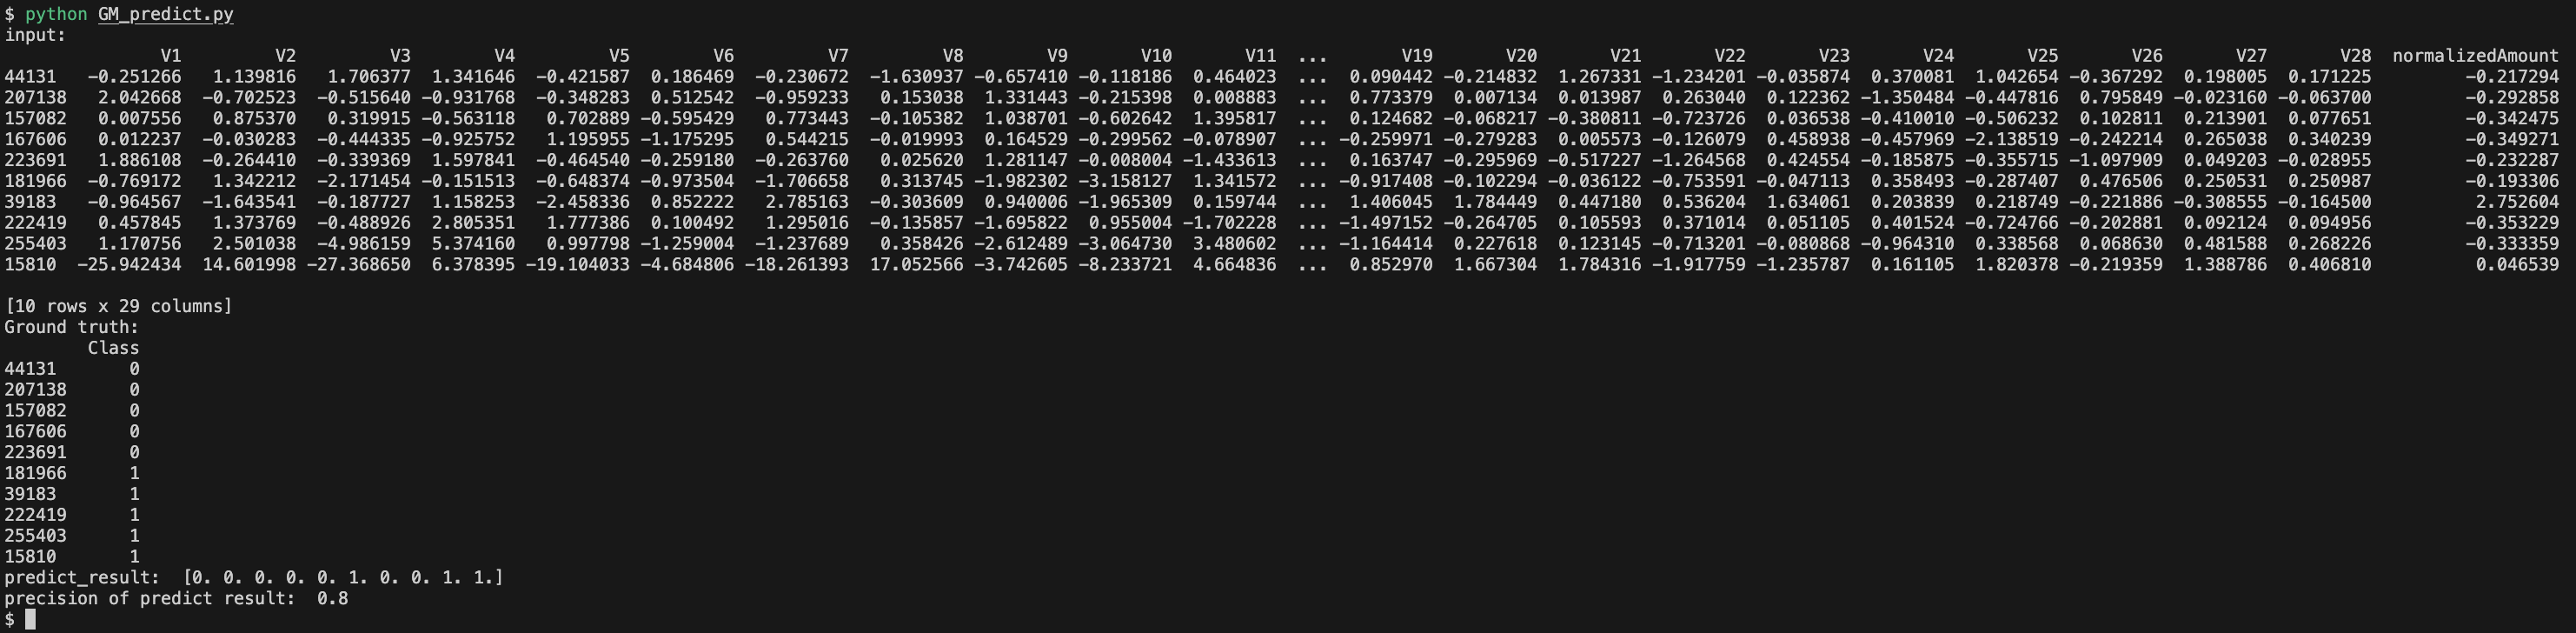 $ python GM_predict.py
input:
               V1         V2         V3        V4         V5        V6         V7         V8        V9       V10       V11  ...       V19       V20       V21       V22       V23       V24       V25       V26       V27       V28  normalizedAmount
44131   -0.251266   1.139816   1.706377  1.341646  -0.421587  0.186469  -0.230672  -1.630937 -0.657410 -0.118186  0.464023  ...  0.090442 -0.214832  1.267331 -1.234201 -0.035874  0.370081  1.042654 -0.367292  0.198005  0.171225         -0.217294
207138   2.042668  -0.702523  -0.515640 -0.931768  -0.348283  0.512542  -0.959233   0.153038  1.331443 -0.215398  0.008883  ...  0.773379  0.007134  0.013987  0.263040  0.122362 -1.350484 -0.447816  0.795849 -0.023160 -0.063700         -0.292858
157082   0.007556   0.875370   0.319915 -0.563118   0.702889 -0.595429   0.773443  -0.105382  1.038701 -0.602642  1.395817  ...  0.124682 -0.068217 -0.380811 -0.723726  0.036538 -0.410010 -0.506232  0.102811  0.213901  0.077651         -0.342475
167606   0.012237  -0.030283  -0.444335 -0.925752   1.195955 -1.175295   0.544215  -0.019993  0.164529 -0.299562 -0.078907  ... -0.259971 -0.279283  0.005573 -0.126079  0.458938 -0.457969 -2.138519 -0.242214  0.265038  0.340239         -0.349271
223691   1.886108  -0.264410  -0.339369  1.597841  -0.464540 -0.259180  -0.263760   0.025620  1.281147 -0.008004 -1.433613  ...  0.163747 -0.295969 -0.517227 -1.264568  0.424554 -0.185875 -0.355715 -1.097909  0.049203 -0.028955         -0.232287
181966  -0.769172   1.342212  -2.171454 -0.151513  -0.648374 -0.973504  -1.706658   0.313745 -1.982302 -3.158127  1.341572  ... -0.917408 -0.102294 -0.036122 -0.753591 -0.047113  0.358493 -0.287407  0.476506  0.250531  0.250987         -0.193306
39183   -0.964567  -1.643541  -0.187727  1.158253  -2.458336  0.852222   2.785163  -0.303609  0.940006 -1.965309  0.159744  ...  1.406045  1.784449  0.447180  0.536204  1.634061  0.203839  0.218749 -0.221886 -0.308555 -0.164500          2.752604
222419   0.457845   1.373769  -0.488926  2.805351   1.777386  0.100492   1.295016  -0.135857 -1.695822  0.955004 -1.702228  ... -1.497152 -0.264705  0.105593  0.371014  0.051105  0.401524 -0.724766 -0.202881  0.092124  0.094956         -0.353229
255403   1.170756   2.501038  -4.986159  5.374160   0.997798 -1.259004  -1.237689   0.358426 -2.612489 -3.064730  3.480602  ... -1.164414  0.227618  0.123145 -0.713201 -0.080868 -0.964310  0.338568  0.068630  0.481588  0.268226         -0.333359
15810  -25.942434  14.601998 -27.368650  6.378395 -19.104033 -4.684806 -18.261393  17.052566 -3.742605 -8.233721  4.664836  ...  0.852970  1.667304  1.784316 -1.917759 -1.235787  0.161105  1.820378 -0.219359  1.388786  0.406810          0.046539
[10 rows x 29 columns]
Ground truth:
        Class
44131       0
207138      0
157082      0
167606      0
223691      0
181966      1
39183       1
222419      1
255403      1
15810       1
predict_result:  [0. 0. 0. 0. 0. 1. 0. 0. 1. 1.]
precision of predict result:  0.8
$